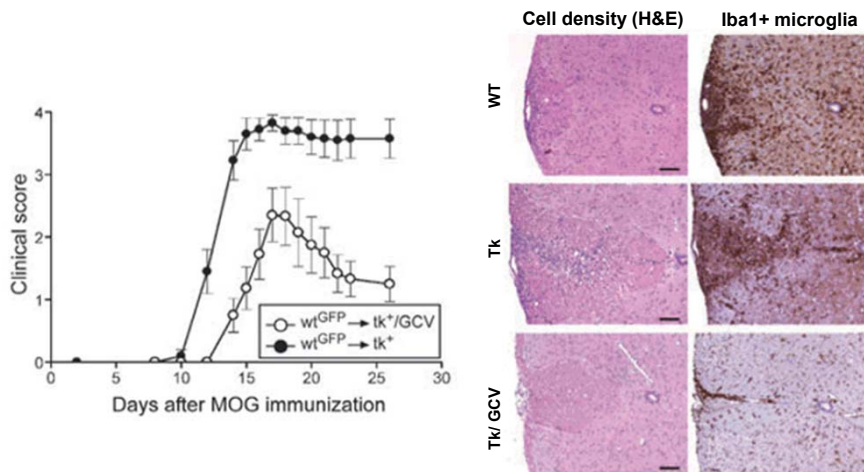 Cell density (H&E)
Iba1+ microglia
WT
Tk
Tk/ GCV
Clinical score
4
3
2
1
0
0
5
10
15
20
25
30
Days after MOG immunization
wtGFP → tk+/GCV
wtGFP → tk+